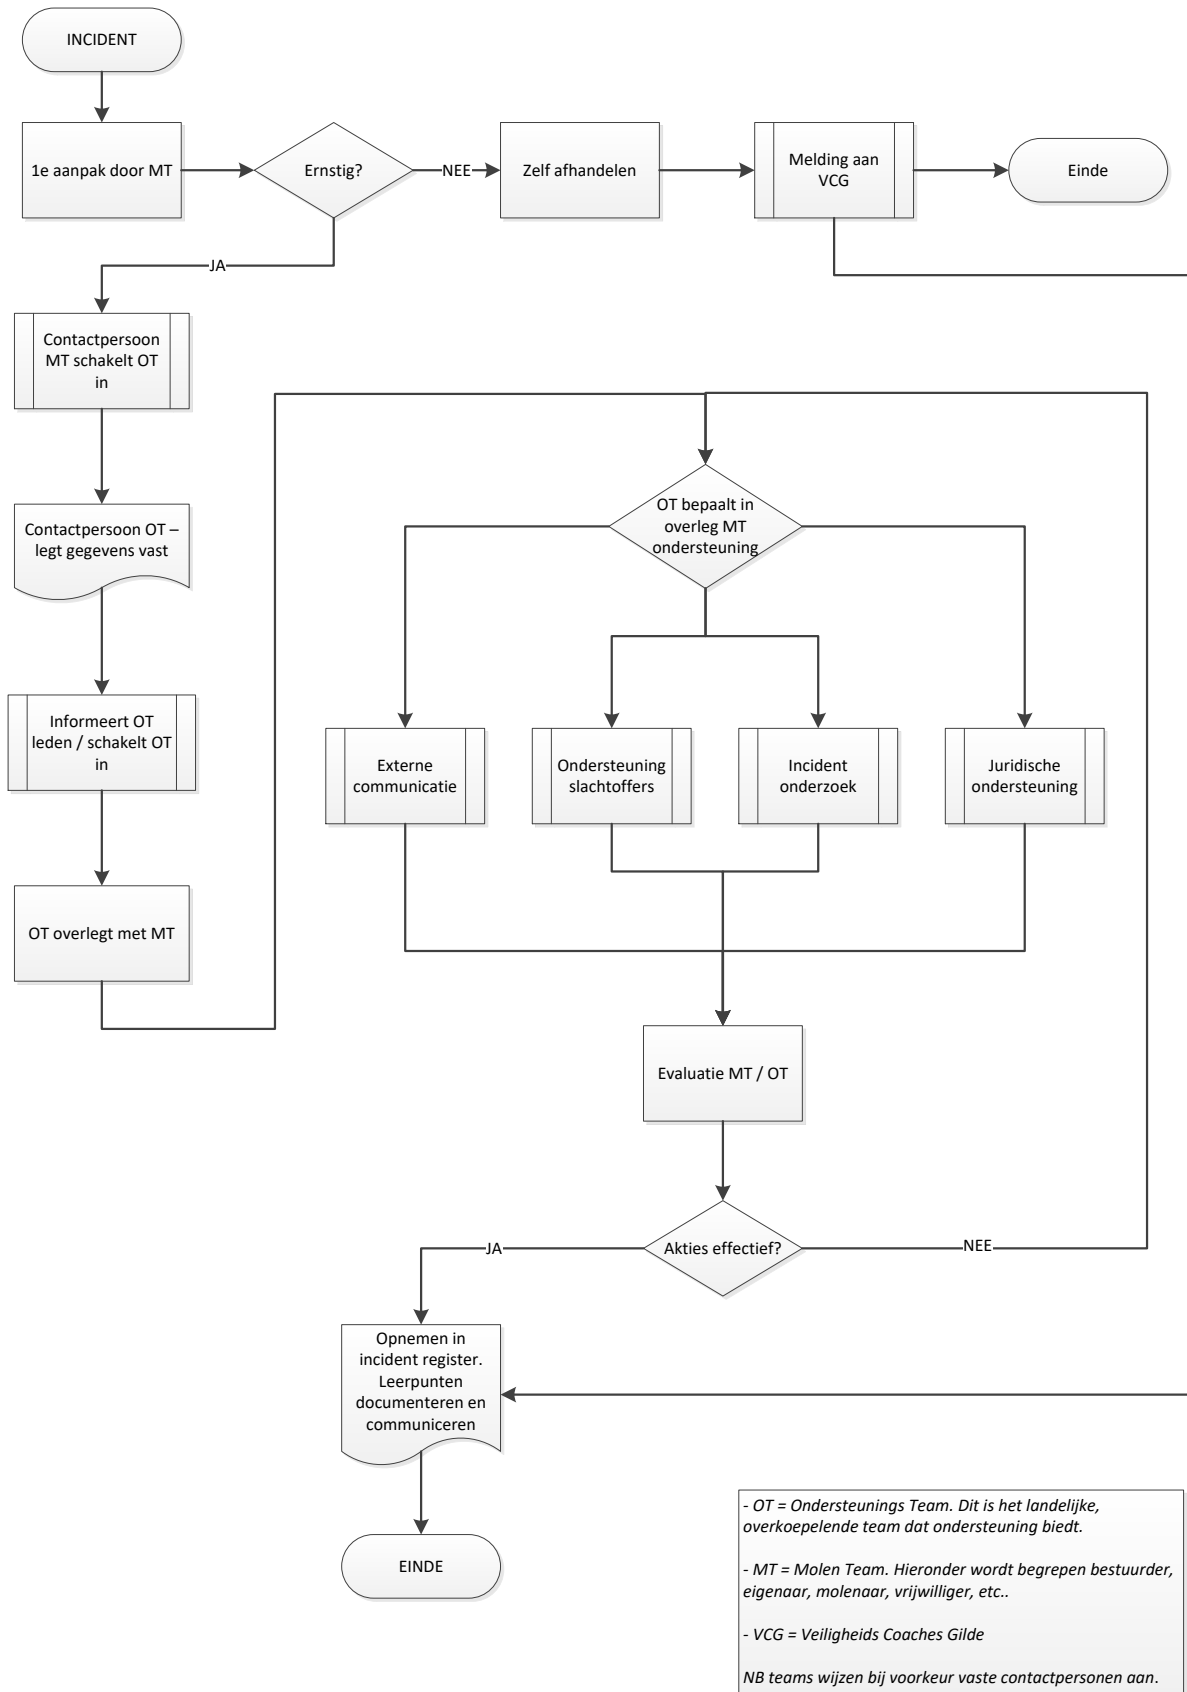 INCIDENT
1e aanpak door MT
Ernstig?
NEE
Zelf afhandelen
Melding aan
VCG
Einde
JA
Contactpersoon
MT schakelt OT
in
Contactpersoon OT –
legt gegevens vast
Informeert OT
leden / schakelt OT
in
OT overlegt met MT
OT bepaalt in
overleg MT
ondersteuning
Externe
communicatie
Ondersteuning
slachtoffers
Incident
onderzoek
Juridische
ondersteuning
Evaluatie MT / OT
Akties effectief?
JA
NEE
Opnemen in
incident register.
Leerpunten
documenteren en
communiceren
EINDE
- OT = Ondersteunings Team. Dit is het landelijke,
overkoepelende team dat ondersteuning biedt.
- MT = Molen Team. Hieronder wordt begrepen bestuurder,
eigenaar, molenaar, vrijwilliger, etc..
- VCG = Veiligheids Coaches Gilde
NB teams wijzen bij voorkeur vaste contactpersonen aan.